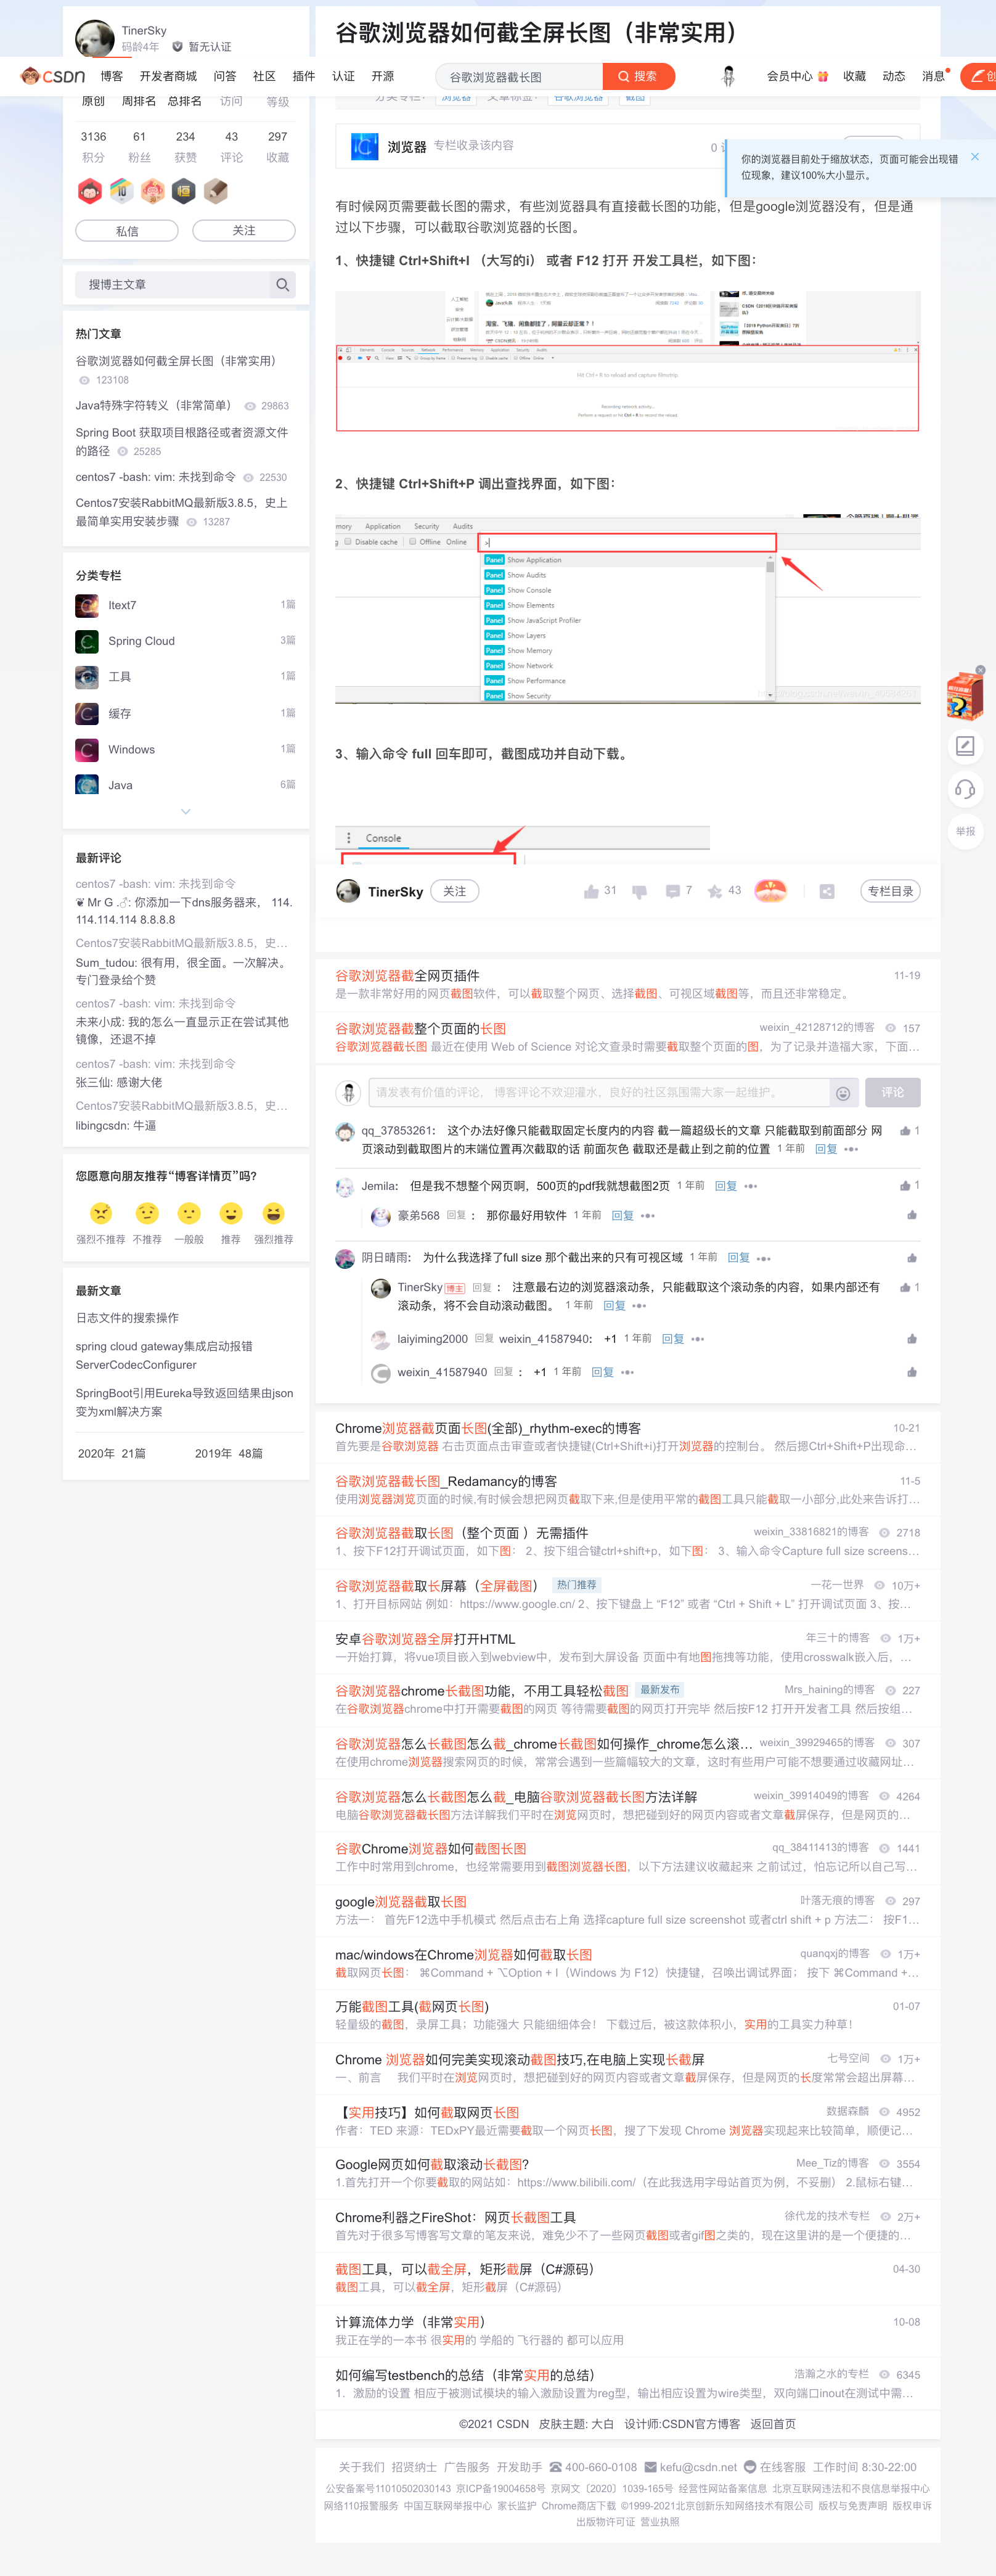 TinerSky
码龄4年 暂无认证
谷歌浏览器如何截全屏长图（非常实用）
CSDN 博客 开发者商城 问答 社区 插件 认证 开源 谷歌浏览器截长图 搜索 会员中心 收藏 动态 消息 创
原创 周排名 总排名 访问 等级
3136 61 234 43 297
积分 粉丝 获赞 评论 收藏
私信 关注
搜博主文章
热门文章
谷歌浏览器如何截全屏长图（非常实用）
123108
Java特殊字符转义（非常简单） 29863
Spring Boot 获取项目根路径或者资源文件
的路径 25285
centos7 -bash: vim: 未找到命令 22530
Centos7安装RabbitMQ最新版3.8.5，史上
最简单实用安装步骤 13287
分类专栏
Itext7 1篇
Spring Cloud 3篇
工具 1篇
缓存 1篇
Windows 1篇
Java 6篇
最新评论
centos7 -bash: vim: 未找到命令
❦ Mr G .♂: 你添加一下dns服务器来， 114.
114.114.114 8.8.8.8
Centos7安装RabbitMQ最新版3.8.5，史…
Sum_tudou: 很有用，很全面。一次解决。
专门登录给个赞
centos7 -bash: vim: 未找到命令
未来小成: 我的怎么一直显示正在尝试其他
镜像，还退不掉
centos7 -bash: vim: 未找到命令
张三仙: 感谢大佬
Centos7安装RabbitMQ最新版3.8.5，史…
libingcsdn: 牛逼
您愿意向朋友推荐“博客详情页”吗?
强烈不推荐 不推荐 一般般 推荐 强烈推荐
最新文章
日志文件的搜索操作
spring cloud gateway集成启动报错
ServerCodecConfigurer
SpringBoot引用Eureka导致返回结果由json
变为xml解决方案
2020年 21篇 2019年 48篇
分类专栏： 浏览器 文章标签： 谷歌浏览器 截图
浏览器 专栏收录该内容 0
你的浏览器目前处于缩放状态，页面可能会出现错
位现象，建议100%大小显示。
有时候网页需要截长图的需求，有些浏览器具有直接截长图的功能，但是google浏览器没有，但是通
过以下步骤，可以截取谷歌浏览器的长图。
1、快捷键 Ctrl+Shift+I （大写的i） 或者 F12 打开 开发工具栏，如下图：
淘宝、飞猪、闲鱼都挂了，阿里云却正常？！
Hit Ctrl + R to reload and capture filmstrip.
Recording network activity...
Perform a request or hit Ctrl + R to record the reload.
2、快捷键 Ctrl+Shift+P 调出查找界面，如下图：
mory Application Security Audits
Disable cache Offline Online
>
Panel Show Application
Panel Show Audits
Panel Show Console
Panel Show Elements
Panel Show JavaScript Profiler
Panel Show Layers
Panel Show Memory
Panel Show Network
Panel Show Performance
Panel Show Security
3、输入命令 full 回车即可，截图成功并自动下载。
Console
TinerSky 关注 31 7 43 专栏目录
举报
谷歌浏览器截全网页插件 11-19
是一款非常好用的网页截图软件，可以截取整个网页、选择截图、可视区域截图等，而且还非常稳定。
谷歌浏览器截整个页面的长图 weixin_42128712的博客 157
谷歌浏览器截长图 最近在使用 Web of Science 对论文查录时需要截取整个页面的图，为了记录并造福大家，下面…
请发表有价值的评论， 博客评论不欢迎灌水，良好的社区氛围需大家一起维护。 评论
qq_37853261： 这个办法好像只能截取固定长度内的内容 截一篇超级长的文章 只能截取到前面部分 网 1
页滚动到截取图片的末端位置再次截取的话 前面灰色 截取还是截止到之前的位置 1 年前 回复
Jemila： 但是我不想整个网页啊，500页的pdf我就想截图2页 1 年前 回复 1
豪弟568 回复 ： 那你最好用软件 1 年前 回复
阴日晴雨： 为什么我选择了full size 那个截出来的只有可视区域 1 年前 回复
TinerSky 博主 回复 ： 注意最右边的浏览器滚动条，只能截取这个滚动条的内容，如果内部还有 1
滚动条，将不会自动滚动截图。 1 年前 回复
laiyiming2000 回复 weixin_41587940： +1 1 年前 回复
weixin_41587940 回复 ： +1 1 年前 回复
Chrome浏览器截页面长图(全部)_rhythm-exec的博客 10-21
首先要是谷歌浏览器 右击页面点击审查或者快捷键(Ctrl+Shift+i)打开浏览器的控制台。 然后摁Ctrl+Shift+P出现命…
谷歌浏览器截长图_Redamancy的博客 11-5
使用浏览器浏览页面的时候,有时候会想把网页截取下来,但是使用平常的截图工具只能截取一小部分,此处来告诉打…
谷歌浏览器截取长图（整个页面 ）无需插件 weixin_33816821的博客 2718
1、按下F12打开调试页面，如下图： 2、按下组合键ctrl+shift+p，如下图： 3、输入命令Capture full size screens…
谷歌浏览器截取长屏幕（全屏截图） 热门推荐 一花一世界 10万+
1、打开目标网站 例如：https://www.google.cn/ 2、按下键盘上 “F12” 或者 “Ctrl + Shift + L” 打开调试页面 3、按…
安卓谷歌浏览器全屏打开HTML 年三十的博客 1万+
一开始打算，将vue项目嵌入到webview中，发布到大屏设备 页面中有地图拖拽等功能，使用crosswalk嵌入后，…
谷歌浏览器chrome长截图功能，不用工具轻松截图 最新发布 Mrs_haining的博客 227
在谷歌浏览器chrome中打开需要截图的网页 等待需要截图的网页打开完毕 然后按F12 打开开发者工具 然后按组…
谷歌浏览器怎么长截图怎么截_chrome长截图如何操作_chrome怎么滚… weixin_39929465的博客 307
在使用chrome浏览器搜索网页的时候，常常会遇到一些篇幅较大的文章，这时有些用户可能不想要通过收藏网址…
谷歌浏览器怎么长截图怎么截_电脑谷歌浏览器截长图方法详解 weixin_39914049的博客 4264
电脑谷歌浏览器截长图方法详解我们平时在浏览网页时，想把碰到好的网页内容或者文章截屏保存，但是网页的…
谷歌Chrome浏览器如何截图长图 qq_38411413的博客 1441
工作中时常用到chrome，也经常需要用到截图浏览器长图，以下方法建议收藏起来 之前试过，怕忘记所以自己写…
google浏览器截取长图 叶落无痕的博客 297
方法一： 首先F12选中手机模式 然后点击右上角 选择capture full size screenshot 或者ctrl shift + p 方法二： 按F1…
mac/windows在Chrome浏览器如何截取长图 quanqxj的博客 1万+
截取网页长图： ⌘Command + ⌥Option + I（Windows 为 F12）快捷键，召唤出调试界面； 按下 ⌘Command +…
万能截图工具(截网页长图) 01-07
轻量级的截图，录屏工具；功能强大 只能细细体会！ 下载过后，被这款体积小，实用的工具实力种草！
Chrome 浏览器如何完美实现滚动截图技巧,在电脑上实现长截屏 七号空间 1万+
一、前言 我们平时在浏览网页时，想把碰到好的网页内容或者文章截屏保存，但是网页的长度常常会超出屏幕…
【实用技巧】如何截取网页长图 数据森麟 4952
作者：TED 来源：TEDxPY最近需要截取一个网页长图，搜了下发现 Chrome 浏览器实现起来比较简单，顺便记…
Google网页如何截取滚动长截图? Mee_Tiz的博客 3554
1.首先打开一个你要截取的网站如：https://www.bilibili.com/（在此我选用字母站首页为例，不妥删） 2.鼠标右键…
Chrome利器之FireShot：网页长截图工具 徐代龙的技术专栏 2万+
首先对于很多写博客写文章的笔友来说，难免少不了一些网页截图或者gif图之类的，现在这里讲的是一个便捷的…
截图工具，可以截全屏，矩形截屏（C#源码） 04-30
截图工具，可以截全屏，矩形截屏（C#源码）
计算流体力学（非常实用） 10-08
我正在学的一本书 很实用的 学船的 飞行器的 都可以应用
如何编写testbench的总结（非常实用的总结） 浩瀚之水的专栏 6345
1．激励的设置 相应于被测试模块的输入激励设置为reg型，输出相应设置为wire类型，双向端口inout在测试中需…
©2021 CSDN 皮肤主题: 大白 设计师:CSDN官方博客 返回首页
关于我们 招贤纳士 广告服务 开发助手 400-660-0108 kefu@csdn.net 在线客服 工作时间 8:30-22:00
公安备案号11010502030143 京ICP备19004658号 京网文〔2020〕1039-165号 经营性网站备案信息 北京互联网违法和不良信息举报中心
网络110报警服务 中国互联网举报中心 家长监护 Chrome商店下载 ©1999-2021北京创新乐知网络技术有限公司 版权与免责声明 版权申诉
出版物许可证 营业执照